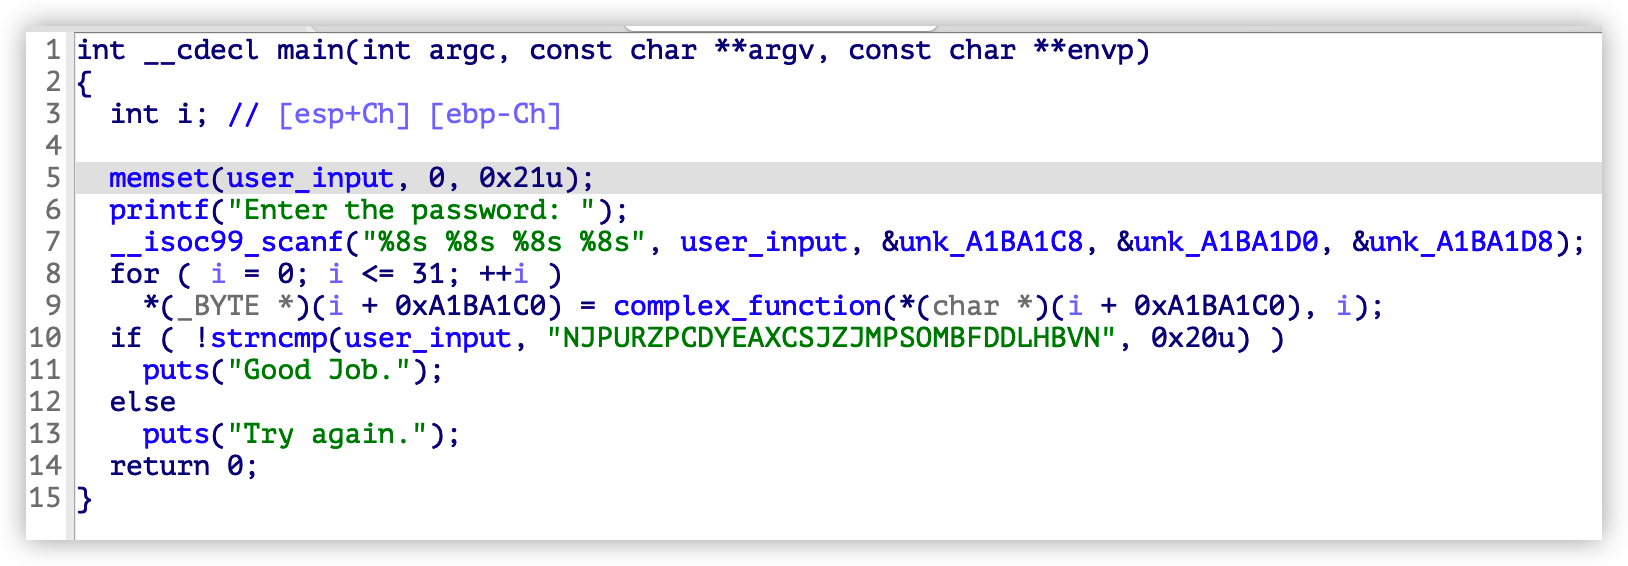 1 int __cdecl main(int argc, const char **argv, const char **envp)
2 {
3   int i; // [esp+Ch] [ebp-Ch]
4
5   memset(user_input, 0, 0x21u);
6   printf("Enter the password: ");
7   __isoc99_scanf("%8s %8s %8s %8s", user_input, &unk_A1BA1C8, &unk_A1BA1D0, &unk_A1BA1D8);
8   for ( i = 0; i <= 31; ++i )
9     *(_BYTE *)(i + 0xA1BA1C0) = complex_function(*(char *)(i + 0xA1BA1C0), i);
10   if ( !strncmp(user_input, "NJPURZPCDYEAXCSJZJMPSOMBFDDLHBVN", 0x20u) )
11     puts("Good Job.");
12   else
13     puts("Try again.");
14   return 0;
15 }